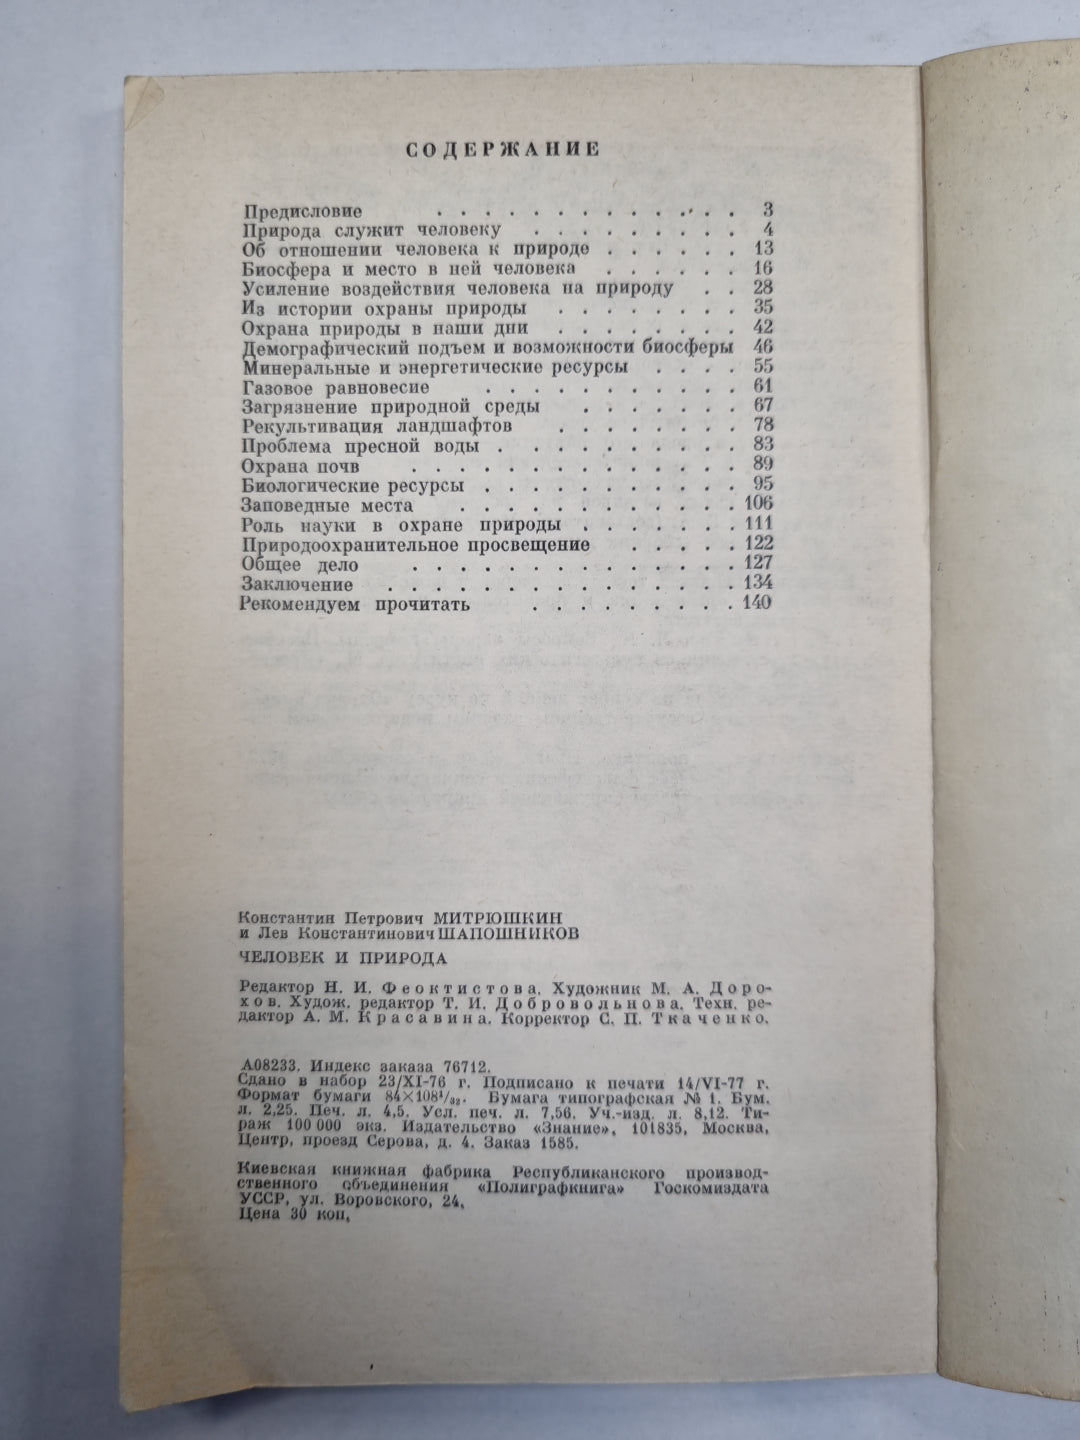 СОДЕРЖАНИЕ
Предисловие . . . . . . . . . . . . . 3
Природа служит человеку . . . . . . . . . 4
Об отношении человека к природе . . . . . . 13
Биосфера и место в ней человека . . . . . . 16
Усиление воздействия человека на природу . . 28
Из истории охраны природы . . . . . . . . 35
Охрана природы в наши дни . . . . . . . . 42
Демографический подъем и возможности биосферы 46
Минеральные и энергетические ресурсы . . . . 55
Газовое равновесие . . . . . . . . . . . 61
Загрязнение природной среды . . . . . . . 67
Рекультивация ландшафтов . . . . . . . . 78
Проблема пресной воды . . . . . . . . . . 83
Охрана почв . . . . . . . . . . . . . . 89
Биологические ресурсы . . . . . . . . . . . 95
Заповедные места . . . . . . . . . . . . 106
Роль науки в охране природы . . . . . . . 111
Природоохранительное просвещение . . . . . 122
Общее дело . . . . . . . . . . . . . . 127
Заключение . . . . . . . . . . . . . . . 134
Рекомендуем прочитать . . . . . . . . . 140
Константин Петрович МИТРЮШКИН
и Лев Константинович ШАПОШНИКОВ
ЧЕЛОВЕК И ПРИРОДА
Редактор Н. И. Феоктистова. Художник М. А. Доро-
хов. Худож. редактор Т. И. Добровольнова. Техн. ре-
дактор А. М. Красавина. Корректор С. П. Ткаченко.
А08233. Индекс заказа 76712.
Сдано в набор 23/XI-76 г. Подписано к печати 14/VI-77 г.
Формат бумаги 84×108¹/₃₂. Бумага типографская № 1. Бум.
л. 2,25. Печ. л. 4,5. Усл. печ. л. 7,56. Уч.-изд. л. 8,12. Ти-
раж 100 000 экз. Издательство «Знание». 101835, Москва,
Центр, проезд Серова, д. 4. Заказ 1585.
Киевская книжная фабрика Республиканского производ-
ственного объединения «Полиграфкнига» Госкомиздата
УССР, ул. Воровского, 24.
Цена 30 коп.